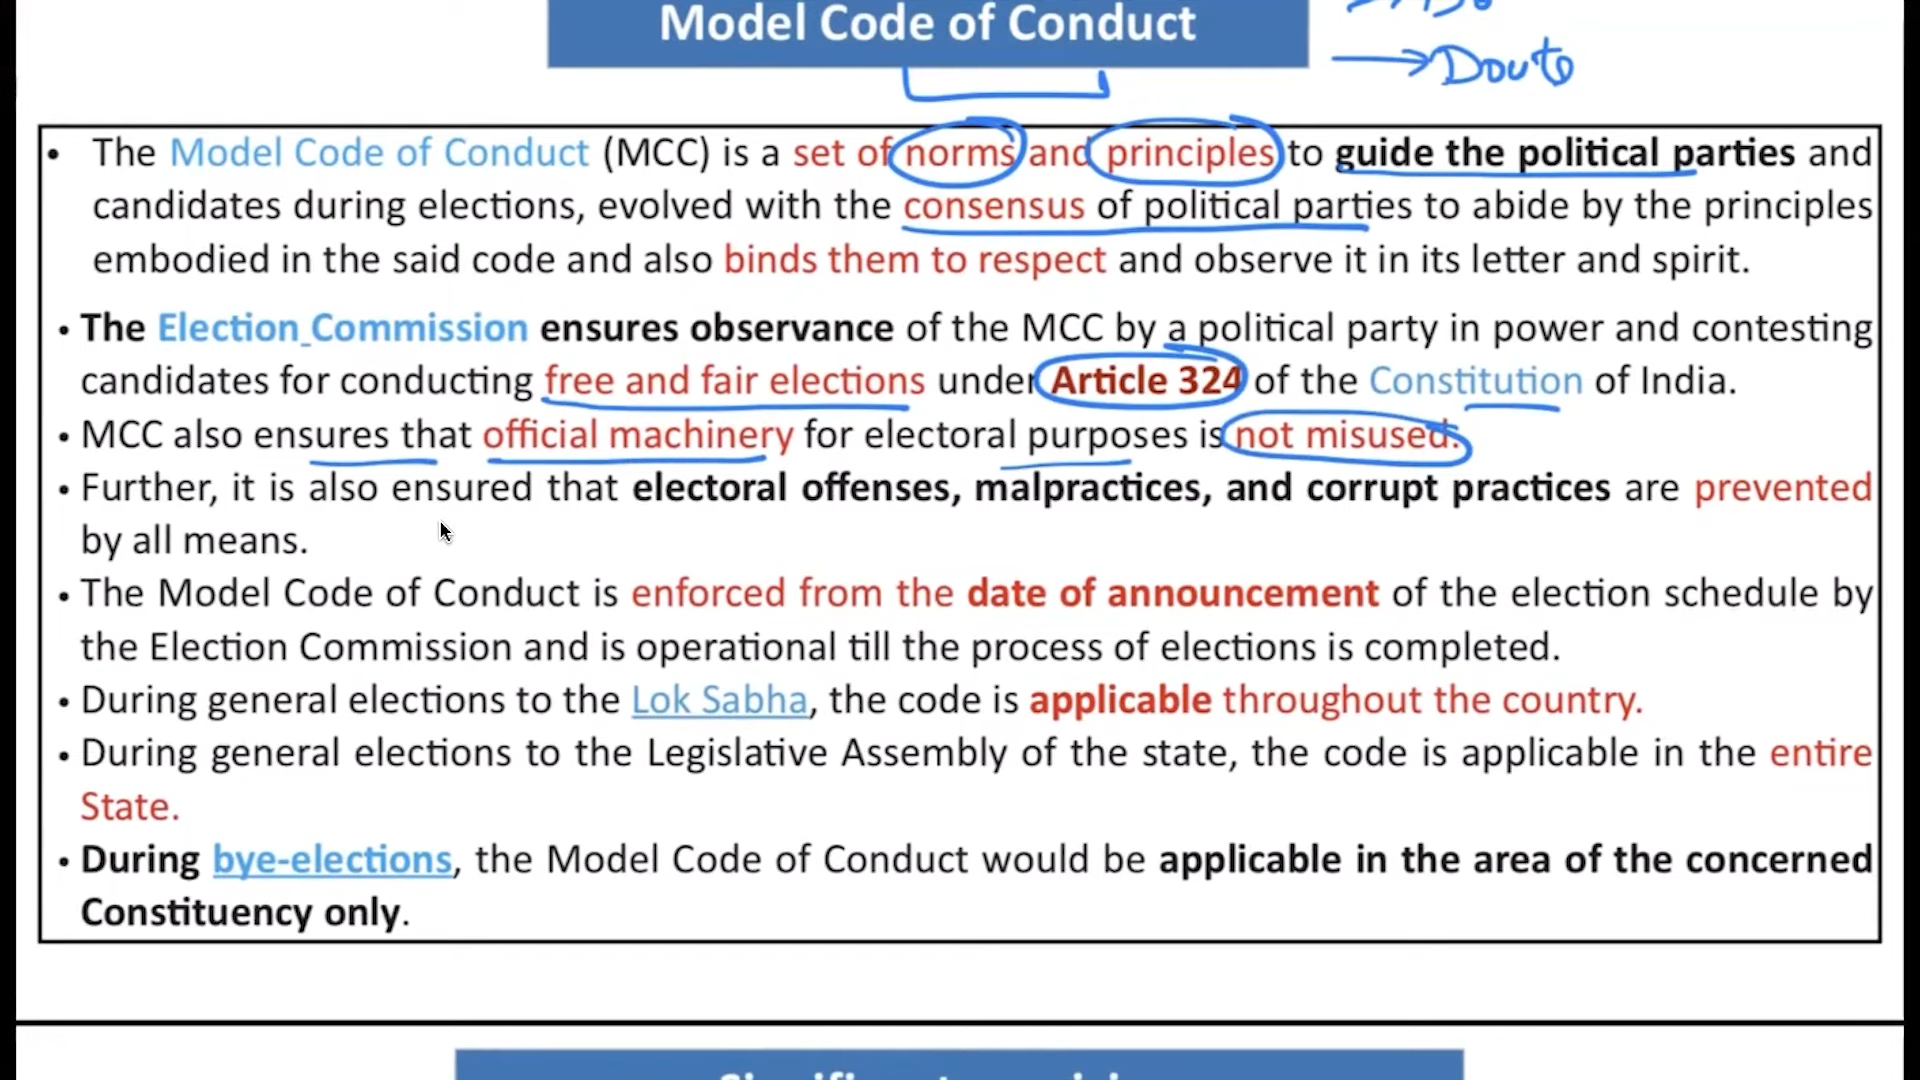 Model Code of Conduct
→ Do
• The Model Code of Conduct (MCC) is a set of norms and principles to guide the political parties and
candidates during elections, evolved with the consensus of political parties to abide by the principles
embodied in the said code and also binds them to respect and observe it in its letter and spirit.
• The Election Commission ensures observance of the MCC by a political party in power and contesting
candidates for conducting free and fair elections under Article 324 of the Constitution of India.
• MCC also ensures that official machinery for electoral purposes is not misused.
• Further, it is also ensured that electoral offenses, malpractices, and corrupt practices are prevented
by all means.
• The Model Code of Conduct is enforced from the date of announcement of the election schedule by
the Election Commission and is operational till the process of elections is completed.
• During general elections to the Lok Sabha, the code is applicable throughout the country.
• During general elections to the Legislative Assembly of the state, the code is applicable in the entire
State.
• During bye-elections, the Model Code of Conduct would be applicable in the area of the concerned
Constituency only.